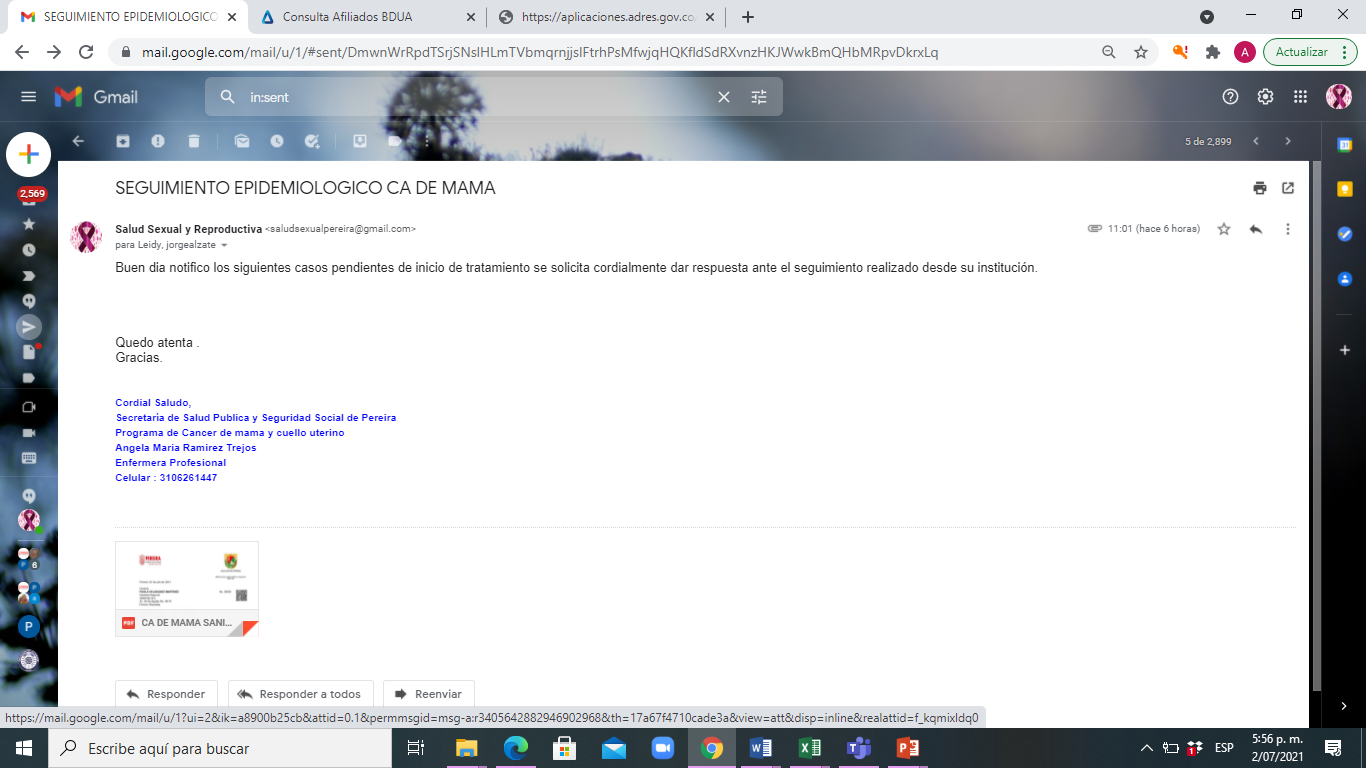 SEGUIMIENTO EPIDEMIOLOGICO
Consulta Afiliados BDUA
https://aplicaciones.adres.gov.co
mail.google.com/mail/u/1/#sent/DmwnWrRpdTSrjSNslHLmTVbmqrnjjslFtrhPsMfwjqHQKfldSdRXvnzHKJWwkBmQHbMRpvDkrxLq
A
Actualizar
Gmail
in:sent
5 de 2,899
2,569
SEGUIMIENTO EPIDEMIOLOGICO CA DE MAMA
Salud Sexual y Reproductiva <saludsexualpereira@gmail.com>
11:01 (hace 6 horas)
para Leidy, jorgealzate
Buen dia notifico los siguientes casos pendientes de inicio de tratamiento se solicita cordialmente dar respuesta ante el seguimiento realizado desde su institución.
Quedo atenta .
Gracias.
Cordial Saludo,
Secretaria de Salud Publica y Seguridad Social de Pereira
Programa de Cancer de mama y cuello uterino
Angela Maria Ramirez Trejos
Enfermera Profesional
Celular : 3106261447
6
P
PDF
CA DE MAMA SANI...
Responder
Responder a todos
Reenviar
https://mail.google.com/mail/u/1?ui=2&ik=a8900b25cb&attid=0.1&permmsgid=msg-a:r3405642882946902968&th=17a67f4710cade3a&view=att&disp=inline&realattid=f_kqmixldq0
Escribe aquí para buscar
ESP
5:56 p. m.
2/07/2021